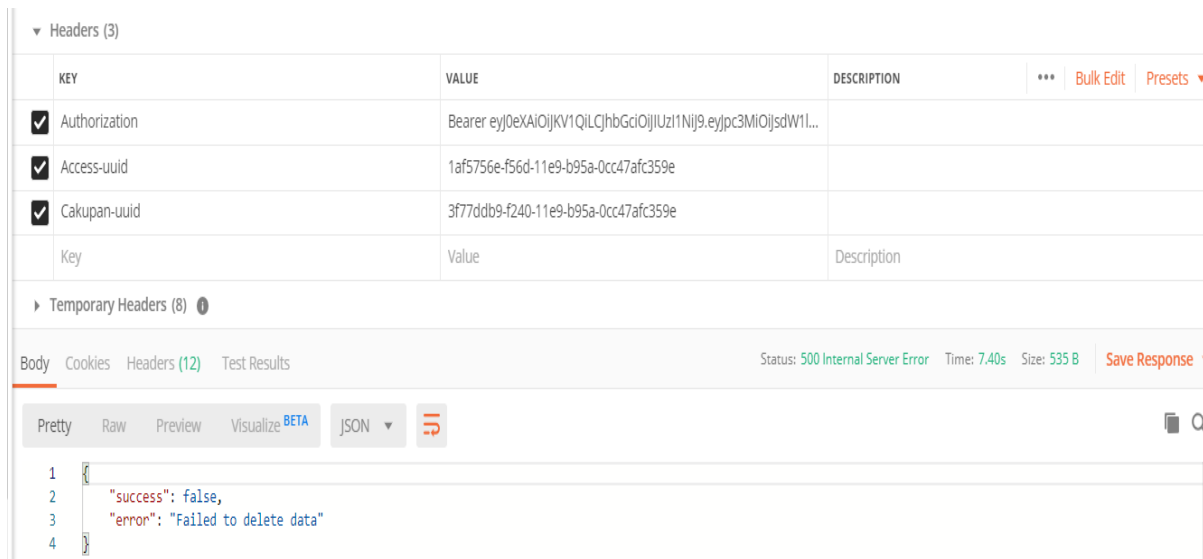 Headers (3)
KEY VALUE DESCRIPTION ••• Bulk Edit Presets
Authorization Bearer eyJ0eXAiOiJKV1QiLCJhbGciOiJIUzI1NiJ9.eyJpc3MiOiJsdW1l...
Access-uuid 1af5756e-f56d-11e9-b95a-0cc47afc359e
Cakupan-uuid 3f77ddb9-f240-11e9-b95a-0cc47afc359e
Key Value Description
Temporary Headers (8)
Body Cookies Headers (12) Test Results Status: 500 Internal Server Error Time: 7.40s Size: 535 B Save Response
Pretty Raw Preview Visualize BETA JSON
1 {
2 "success": false,
3 "error": "Failed to delete data"
4 }